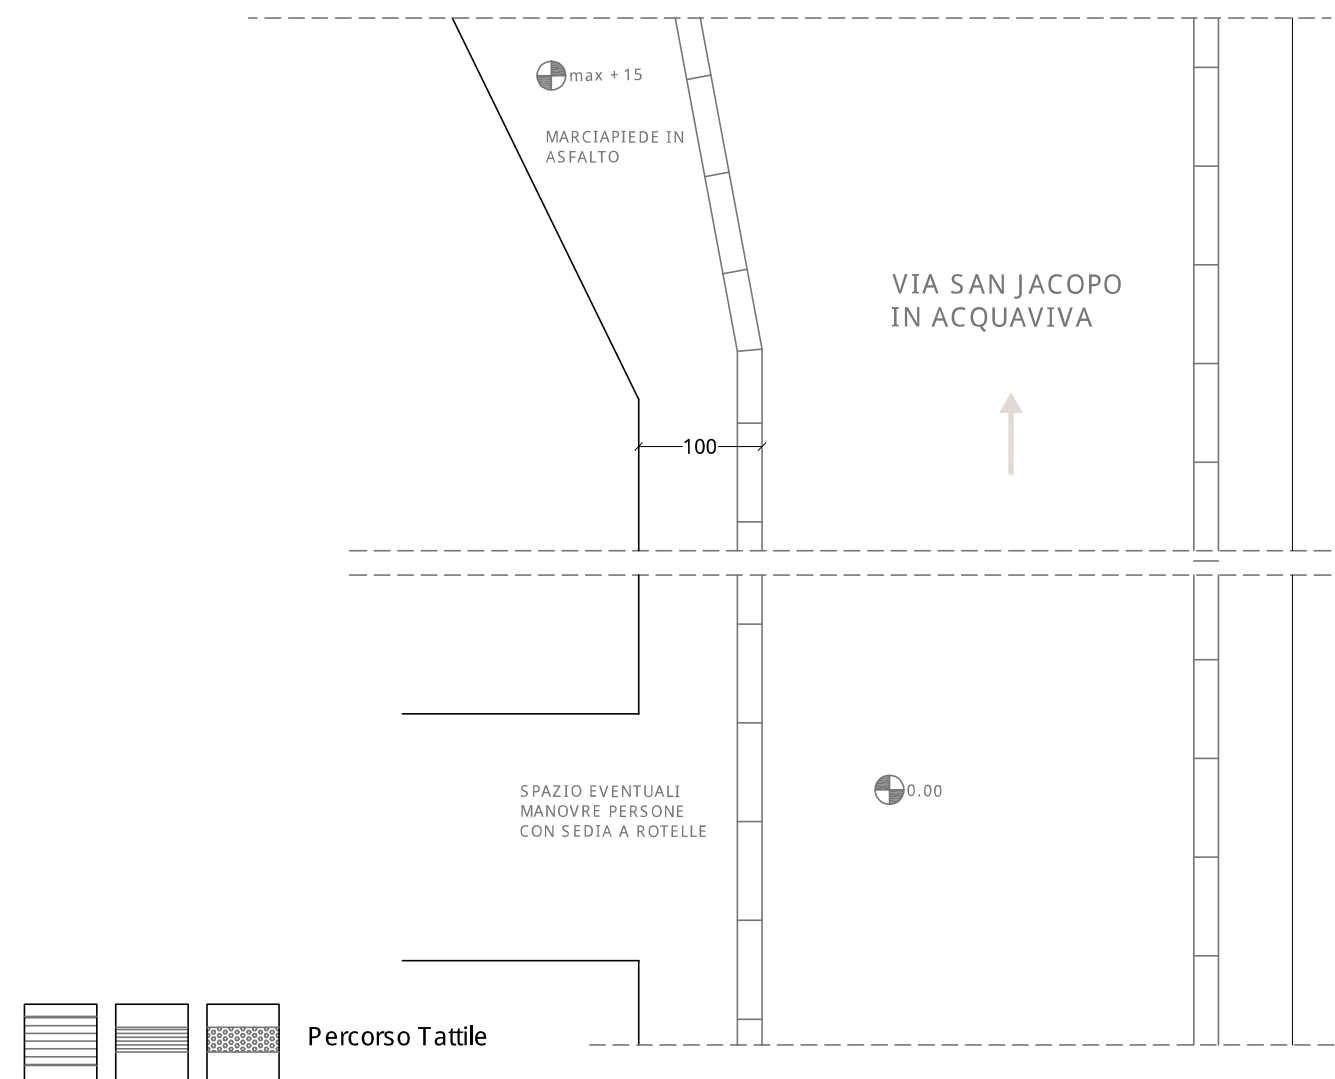 max +15
MARCIAPIEDE IN
ASFALTO
VIA SAN JACOPO
IN ACQUAVIVA
100
SPAZIO EVENTUALI
MANOVRE PERSONE
CON SEDIA A ROTELLE
0.00
Percorso Tattile